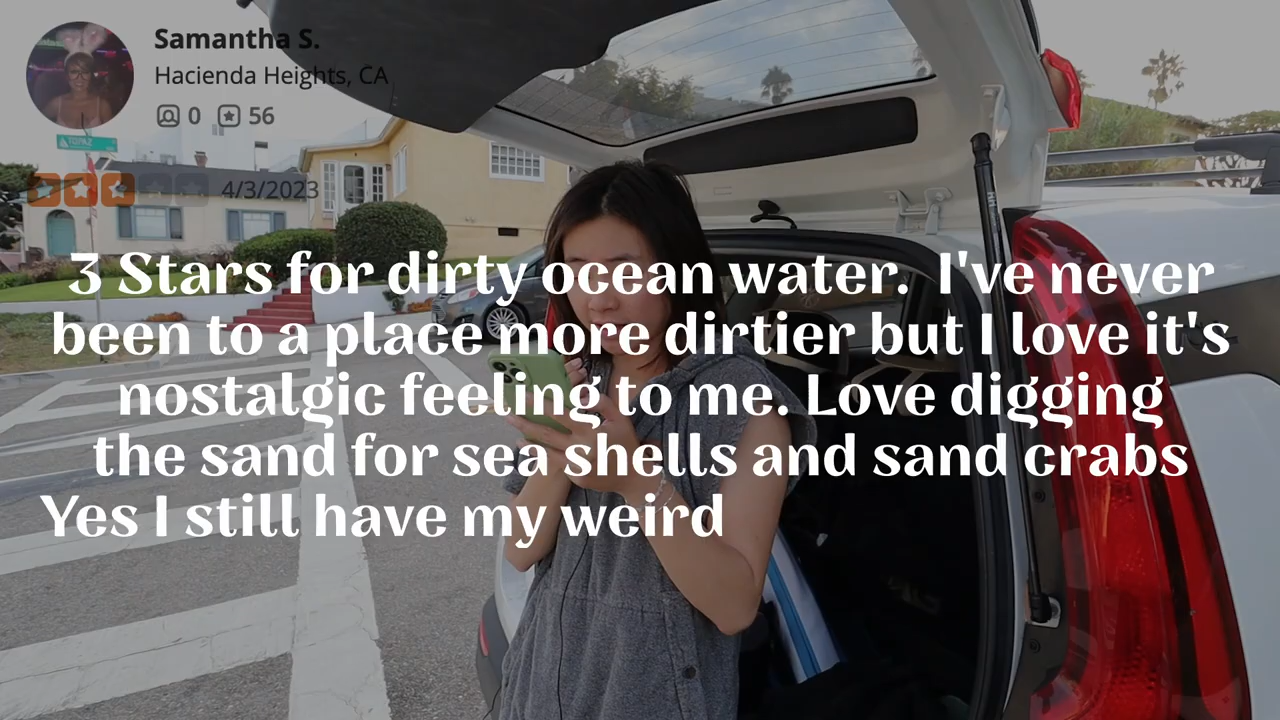 Samantha S.
Hacienda Heights, CA
0 56
TOPAZ
4/3/2023
3 Stars for dirty ocean water. I've never
been to a place more dirtier but I love it's
nostalgic feeling to me. Love digging
the sand for sea shells and sand crabs
Yes I still have my weird